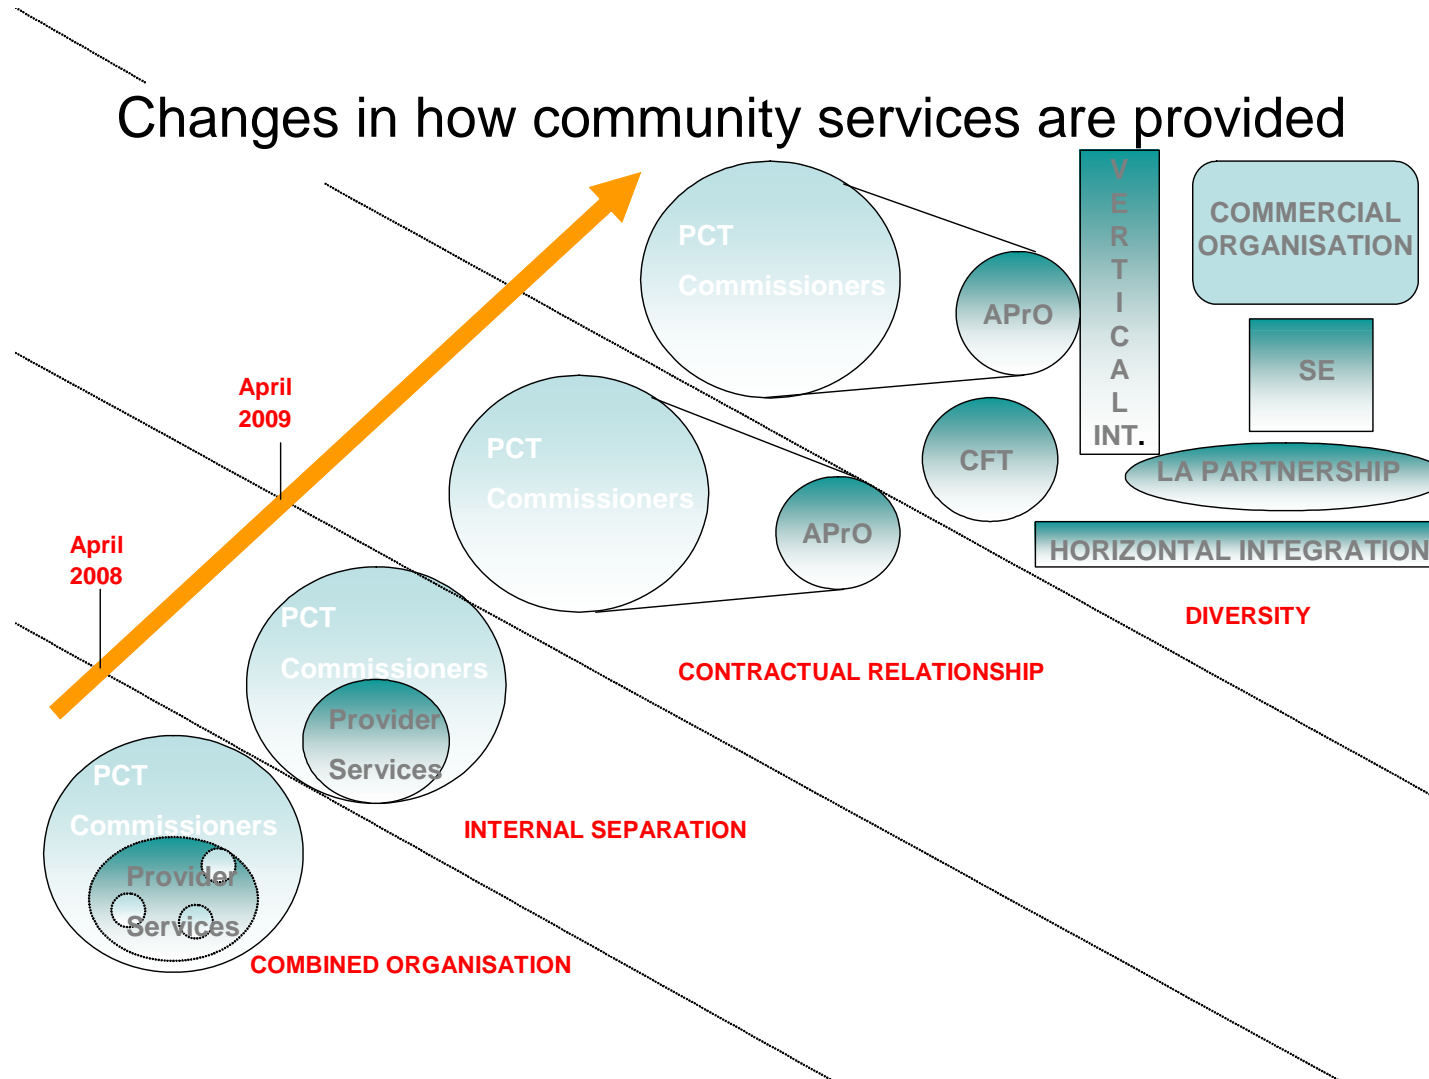 Changes in how community services are provided
PCT
Commissioners
APrO
V
E
R
T
I
C
A
L
INT.
COMMERCIAL
ORGANISATION
SE
CFT
LA PARTNERSHIP
HORIZONTAL INTEGRATION
DIVERSITY
April
2009
PCT
Commissioners
APrO
CONTRACTUAL RELATIONSHIP
April
2008
PCT
Commissioners
Provider
Services
INTERNAL SEPARATION
PCT
Commissioners
Provider
Services
COMBINED ORGANISATION